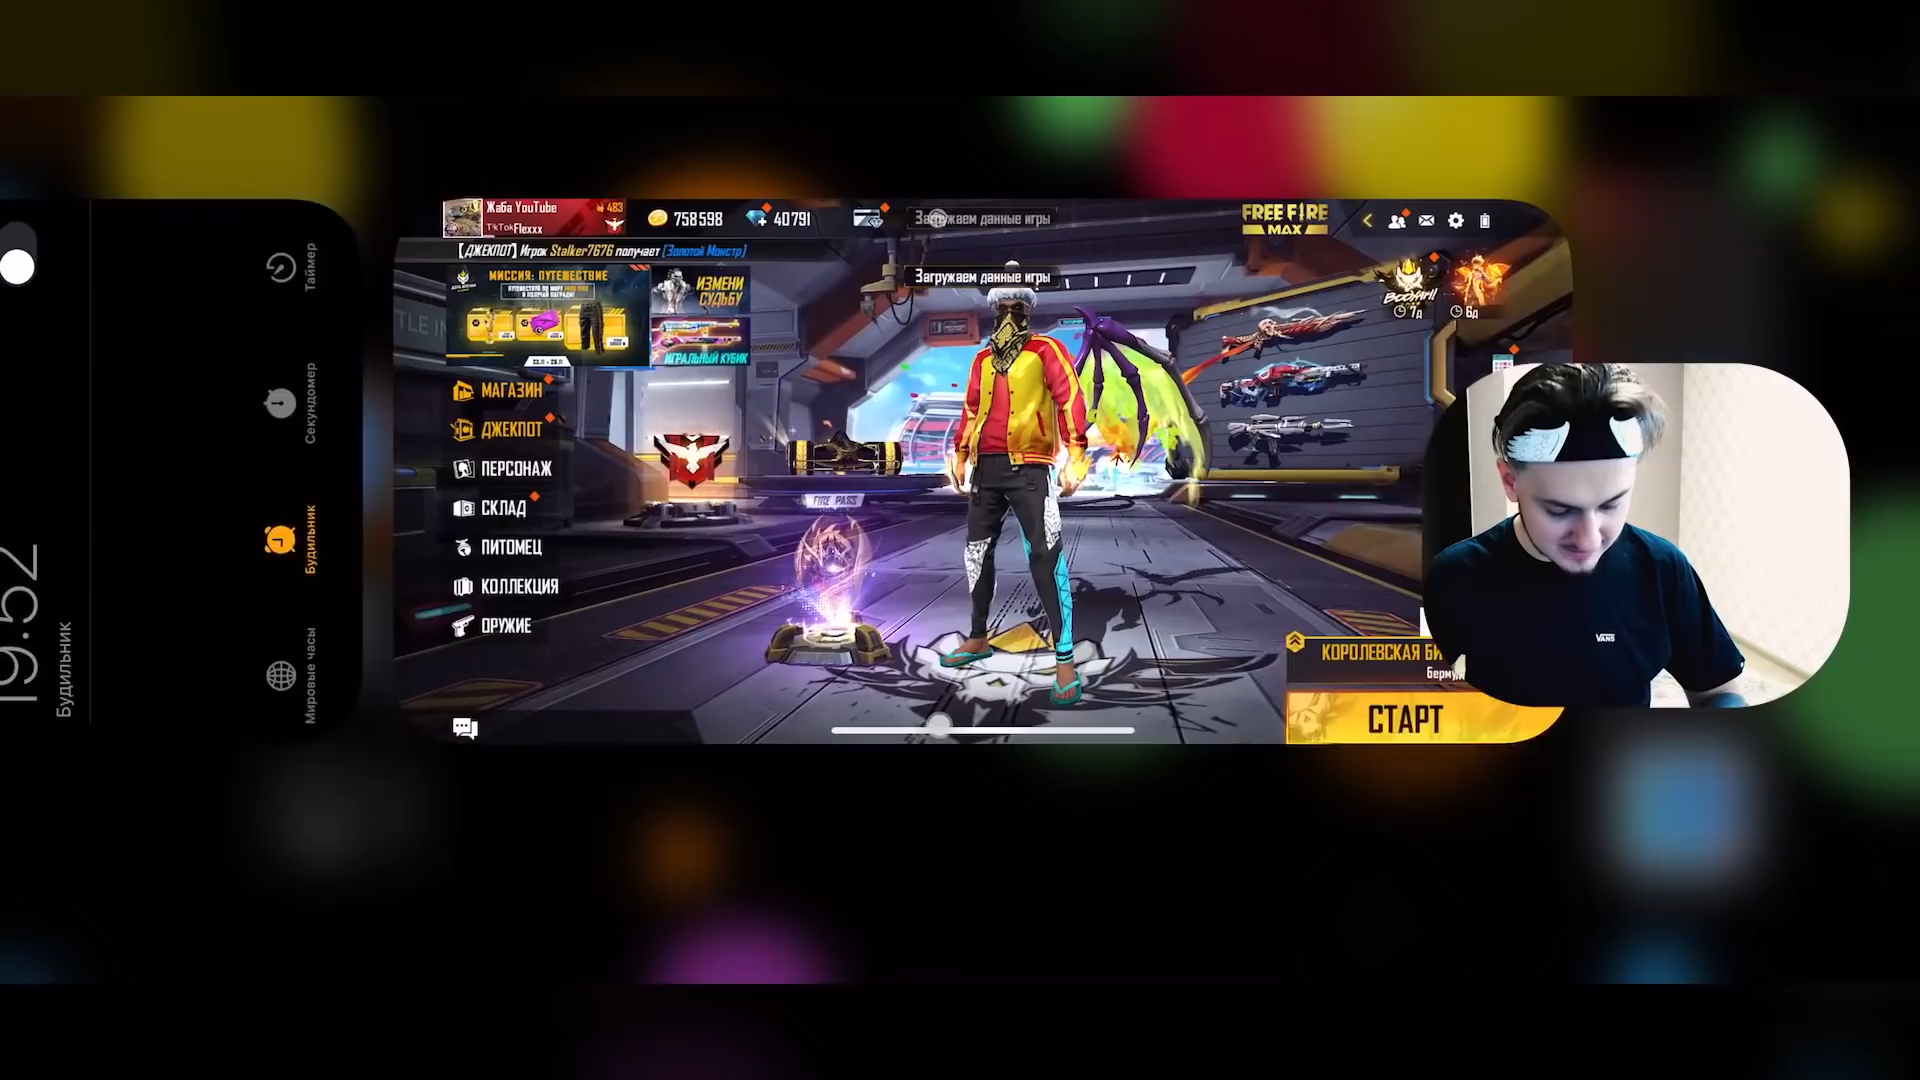 19:52
Будильник
Таймер
Секундомер
Будильник
Мировые часы
Жаба YouTube
483
TikTokFlexxx
758598
40791
Загружаем данные игры
FREE FIRE
MAX
【ДЖЕКПОТ】 Игрок Stalker7676 получает [Золотой Монстр]
Загружаем данные игры
МИССИЯ: ПУТЕШЕСТВИЕ
ИЗМЕНИ
СУДЬБУ
ИГРАЛЬНЫЙ КУБИК
BOOYAH!
7д
6д
МАГАЗИН
ДЖЕКПОТ
ПЕРСОНАЖ
СКЛАД
ПИТОМЕЦ
КОЛЛЕКЦИЯ
ОРУЖИЕ
FIRE PASS
VANS
КОРОЛЕВСКАЯ БИ
Берму
СТАРТ